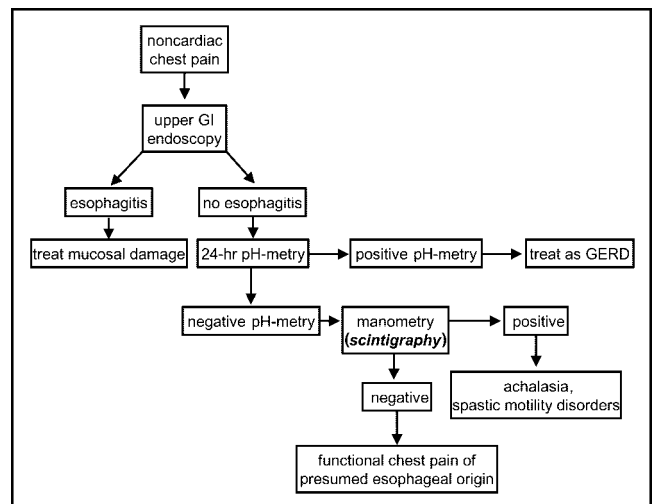 noncardiac
chest pain
upper GI
endoscopy
esophagitis
no esophagitis
treat mucosal damage
24-hr pH-metry
positive pH-metry
treat as GERD
negative pH-metry
manometry
(scintigraphy)
positive
negative
achalasia,
spastic motility disorders
functional chest pain of
presumed esophageal origin